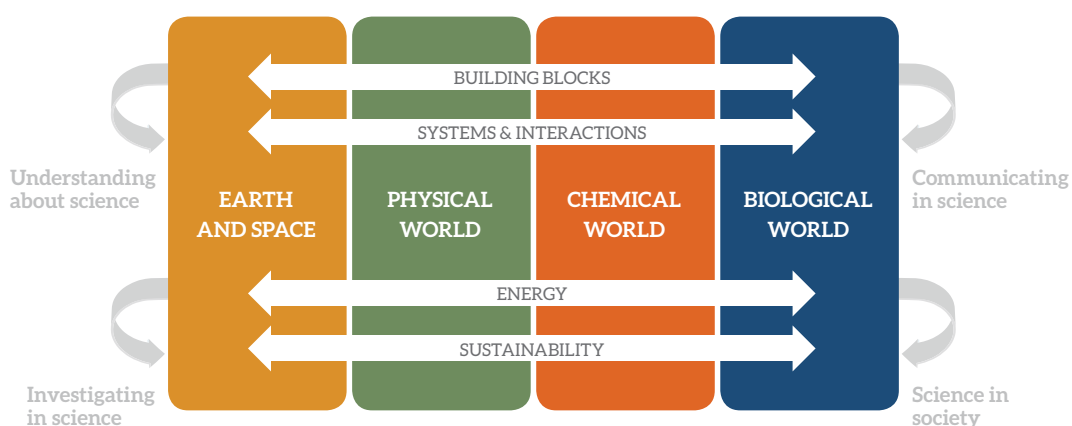 BUILDING BLOCKS
SYSTEMS & INTERACTIONS
Understanding
about science
EARTH
AND SPACE
PHYSICAL
WORLD
CHEMICAL
WORLD
BIOLOGICAL
WORLD
Communicating
in science
ENERGY
SUSTAINABILITY
Investigating
in science
Science in
society